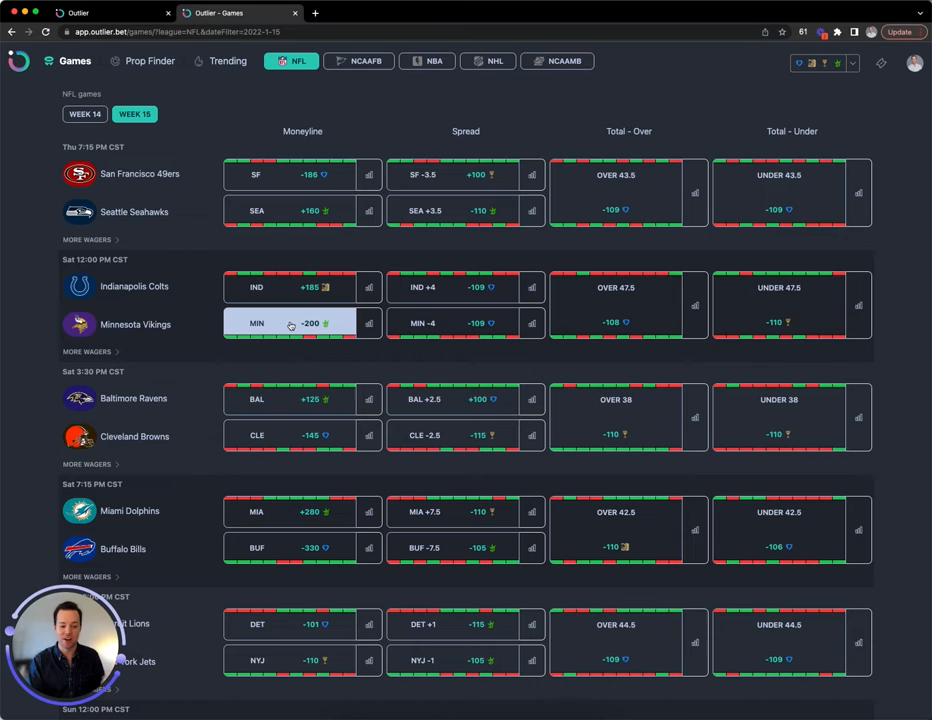 Outlier
Outlier - Games
app.outlier.bet/games/?league=NFL&dateFilter=2022-1-15
61
Update
Games
Prop Finder
Trending
NFL
NCAAFB
NBA
NHL
NCAAMB
NFL games
WEEK 14
WEEK 15
Moneyline
Spread
Total - Over
Total - Under
Thu 7:15 PM CST
San Francisco 49ers
SF -186
SF -3.5 +100
OVER 43.5
UNDER 43.5
Seattle Seahawks
SEA +160
SEA +3.5 -110
-109
-109
MORE WAGERS
Sat 12:00 PM CST
Indianapolis Colts
IND +185
IND +4 -109
OVER 47.5
UNDER 47.5
Minnesota Vikings
MIN -200
MIN -4 -109
-108
-110
MORE WAGERS
Sat 3:30 PM CST
Baltimore Ravens
BAL +125
BAL +2.5 +100
OVER 38
UNDER 38
Cleveland Browns
CLE -145
CLE -2.5 -115
-110
-110
MORE WAGERS
Sat 7:15 PM CST
Miami Dolphins
MIA +280
MIA +7.5 -110
OVER 42.5
UNDER 42.5
Buffalo Bills
BUF -330
BUF -7.5 -105
-110
-106
MORE WAGERS
PM CST
Lions
DET -101
DET +1 -115
OVER 44.5
UNDER 44.5
Jets
NYJ -110
NYJ -1 -105
-109
-109
Sun 12:00 PM CST